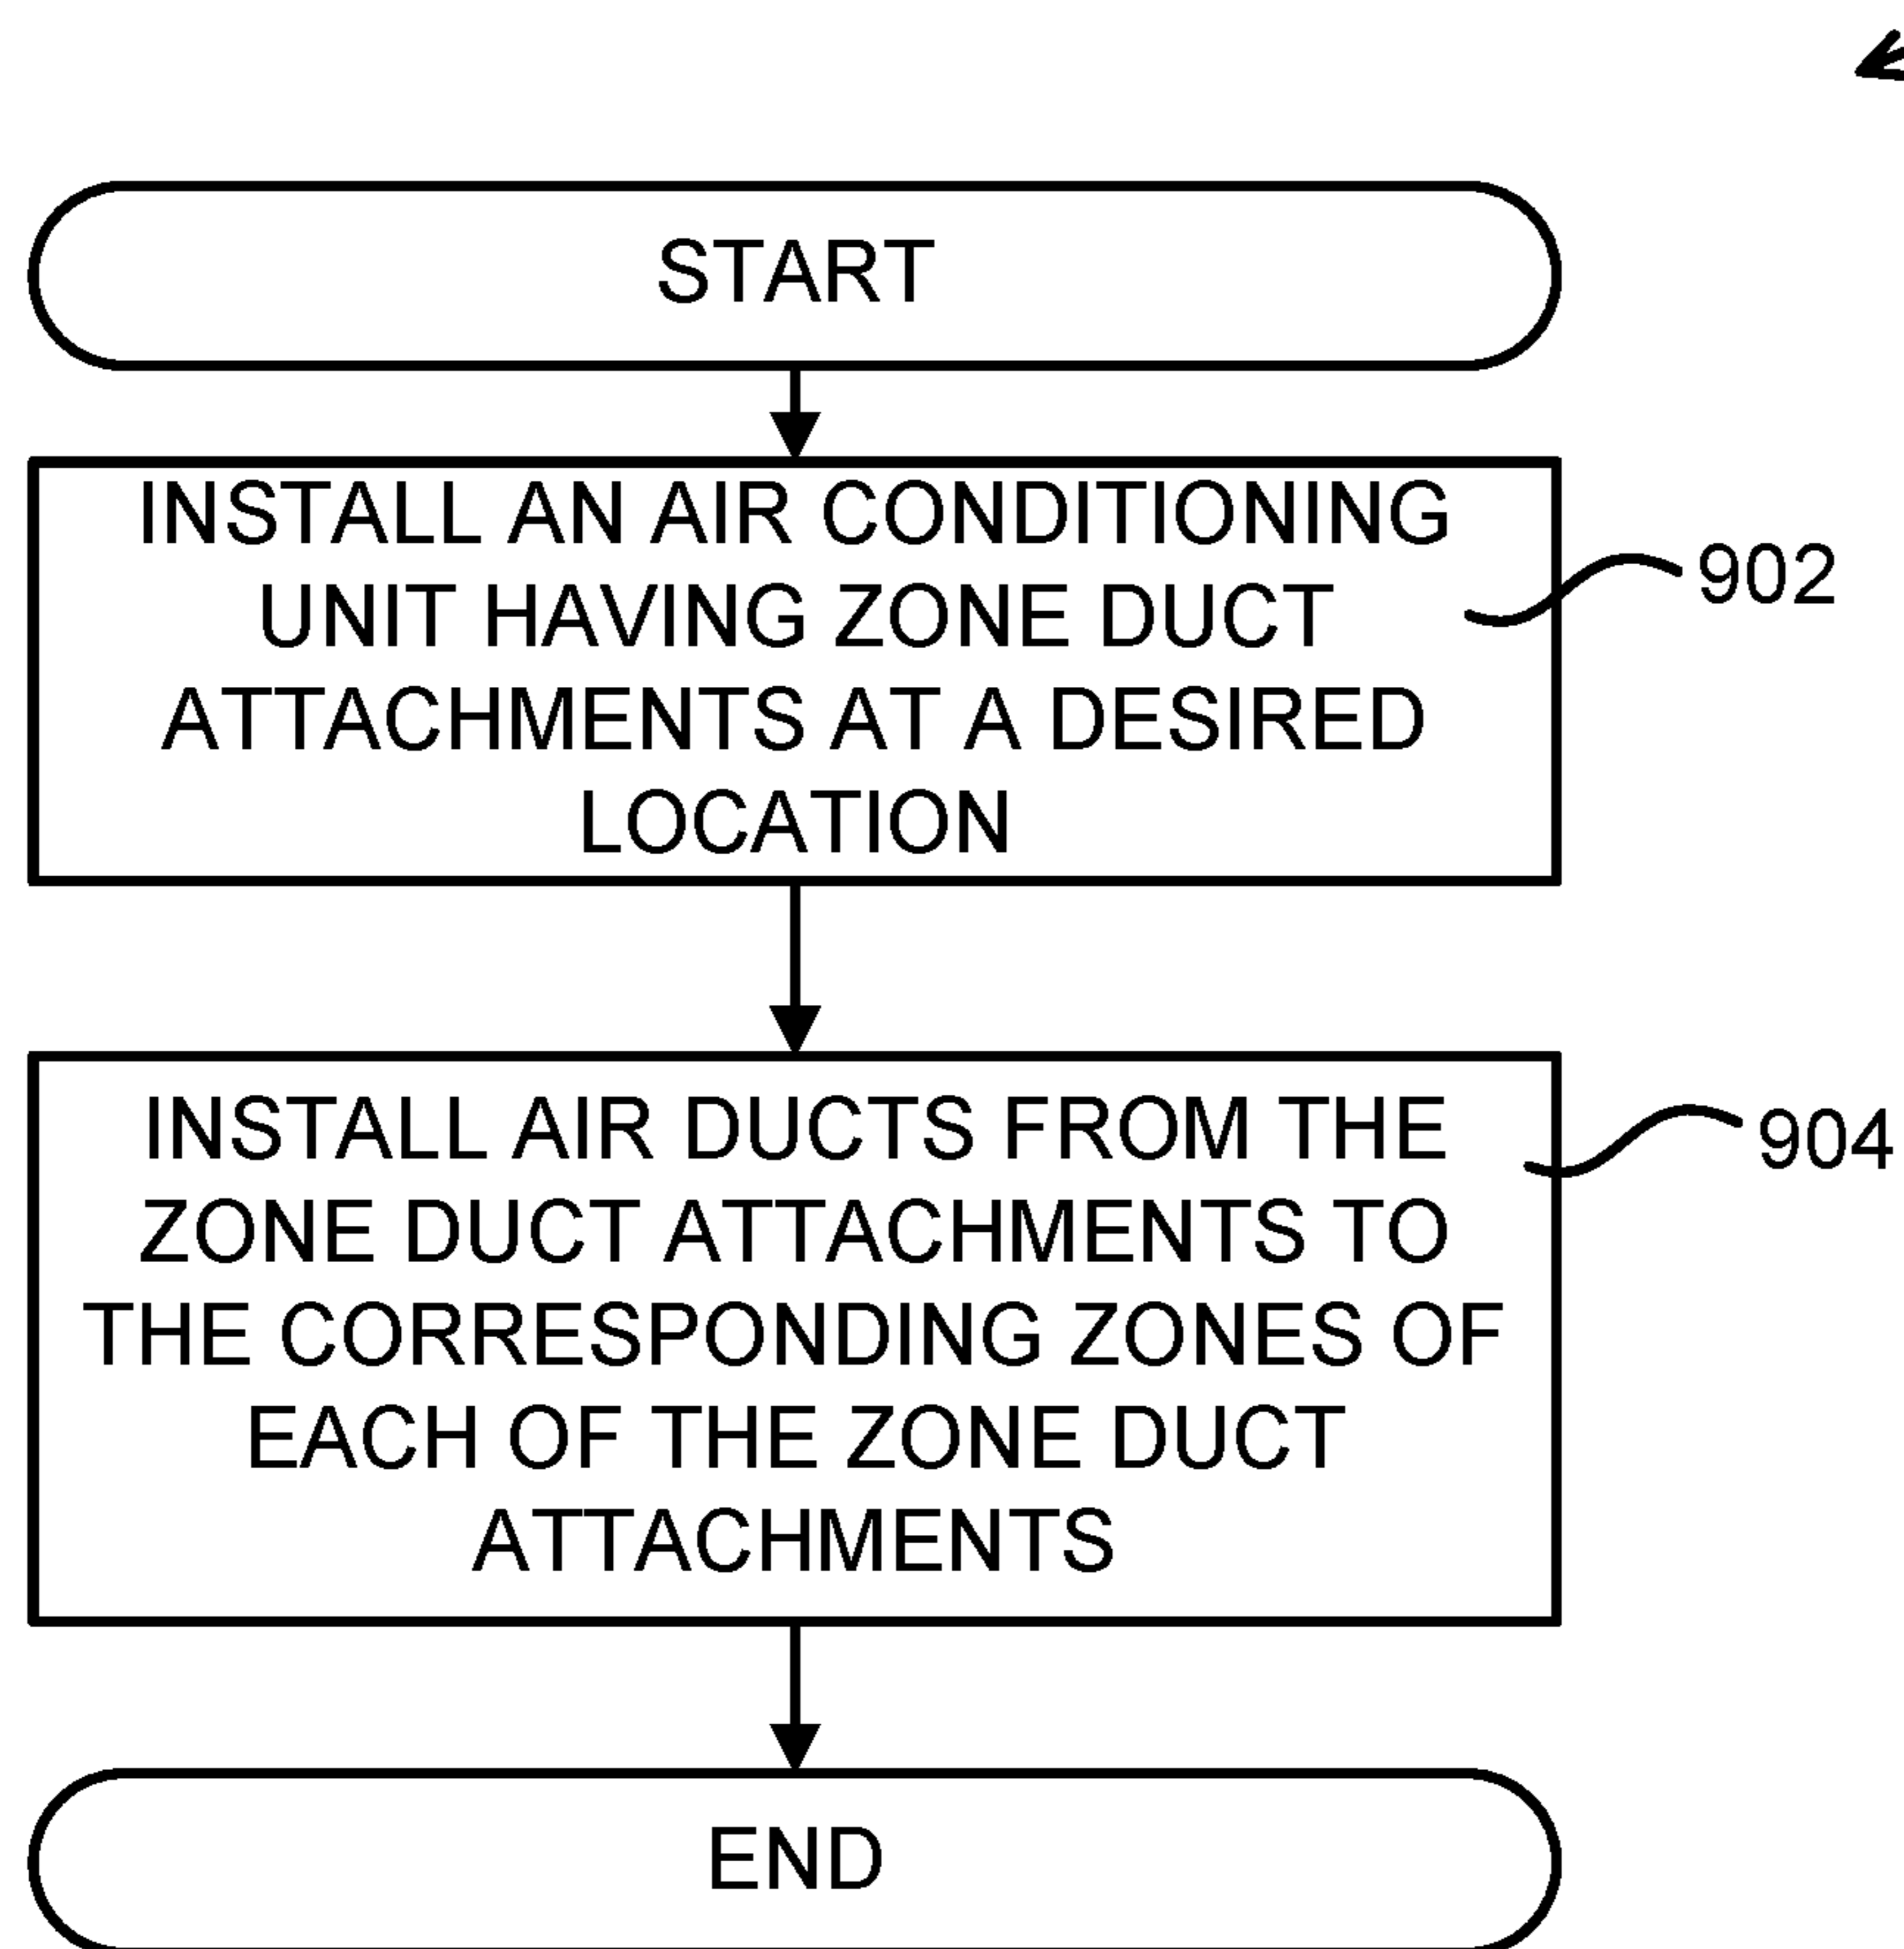 START
INSTALL AN AIR CONDITIONING
UNIT HAVING ZONE DUCT
ATTACHMENTS AT A DESIRED
LOCATION
902
INSTALL AIR DUCTS FROM THE
ZONE DUCT ATTACHMENTS TO
THE CORRESPONDING ZONES OF
EACH OF THE ZONE DUCT
ATTACHMENTS
904
END